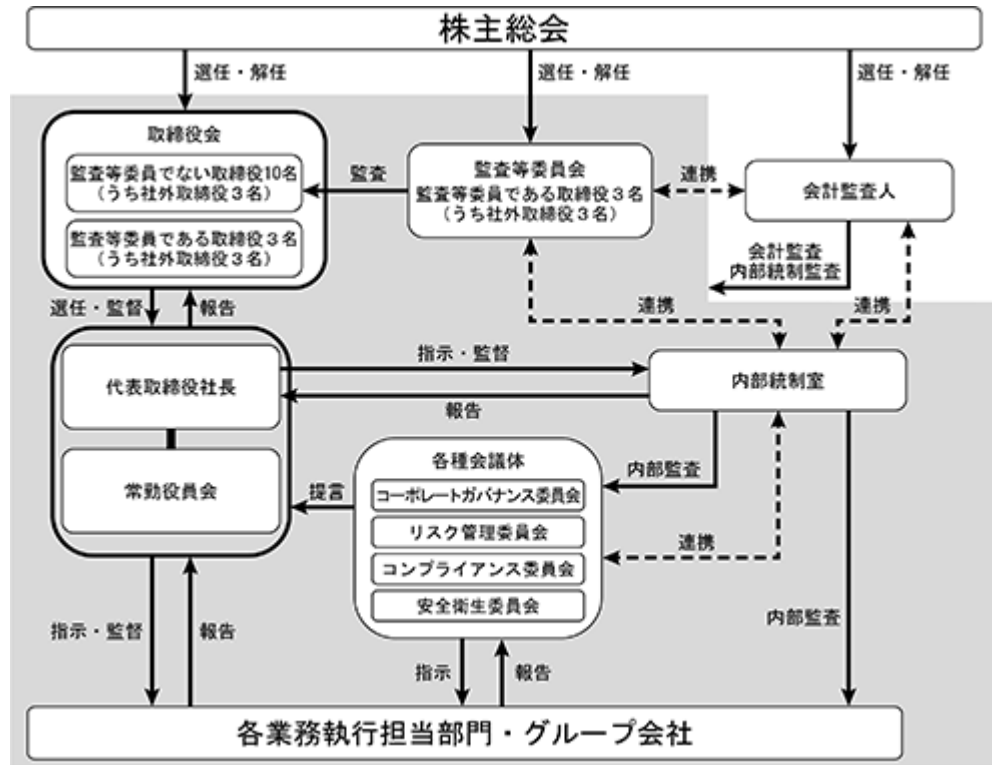 株主総会
選任・解任
選任・解任
選任・解任
取締役会
監査等委員でない取締役10名
(うち社外取締役3名)
監査等委員である取締役3名
(うち社外取締役3名)
監査
監査等委員会
監査等委員である取締役3名
(うち社外取締役3名)
連携
会計監査人
会計監査
内部統制監査
選任・監督
報告
連携
連携
代表取締役社長
指示・監督
報告
内部統制室
常勤役員会
提言
各種会議体
コーポレートガバナンス委員会
リスク管理委員会
コンプライアンス委員会
安全衛生委員会
内部監査
連携
内部監査
指示・監督
報告
指示
報告
各業務執行担当部門・グループ会社